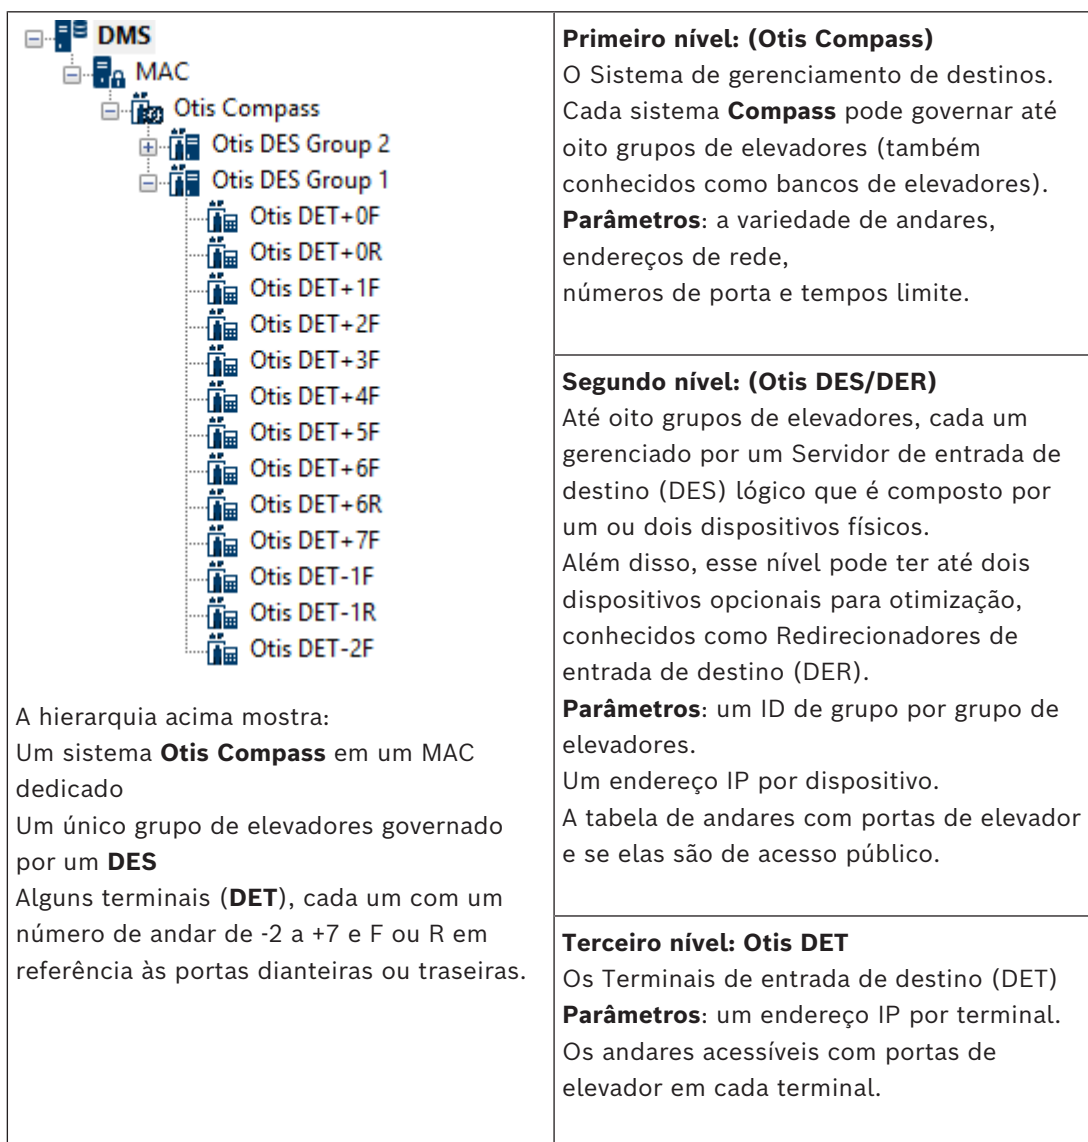 DMS
MAC
Otis Compass
Otis DES Group 2
Otis DES Group 1
Otis DET+0F
Otis DET+0R
Otis DET+1F
Otis DET+2F
Otis DET+3F
Otis DET+4F
Otis DET+5F
Otis DET+6F
Otis DET+6R
Otis DET+7F
Otis DET-1F
Otis DET-1R
Otis DET-2F
A hierarquia acima mostra:
Um sistema Otis Compass em um MAC
dedicado
Um único grupo de elevadores governado
por um DES
Alguns terminais (DET), cada um com um
número de andar de -2 a +7 e F ou R em
referência às portas dianteiras ou traseiras.
Primeiro nível: (Otis Compass)
O Sistema de gerenciamento de destinos.
Cada sistema Compass pode governar até
oito grupos de elevadores (também
conhecidos como bancos de elevadores).
Parâmetros: a variedade de andares,
endereços de rede,
números de porta e tempos limite.
Segundo nível: (Otis DES/DER)
Até oito grupos de elevadores, cada um
gerenciado por um Servidor de entrada de
destino (DES) lógico que é composto por
um ou dois dispositivos físicos.
Além disso, esse nível pode ter até dois
dispositivos opcionais para otimização,
conhecidos como Redirecionadores de
entrada de destino (DER).
Parâmetros: um ID de grupo por grupo de
elevadores.
Um endereço IP por dispositivo.
A tabela de andares com portas de elevador
e se elas são de acesso público.
Terceiro nível: Otis DET
Os Terminais de entrada de destino (DET)
Parâmetros: um endereço IP por terminal.
Os andares acessíveis com portas de
elevador em cada terminal.